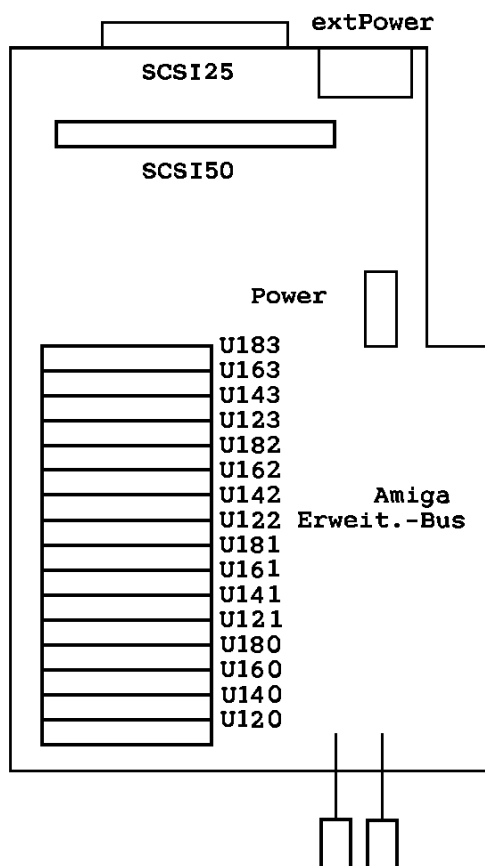 extPower
SCSI25
SCSI50
Power
U183
U163
U143
U123
U182
U162
U142
Amiga
U122
Erweit.-Bus
U181
U161
U141
U121
U180
U160
U140
U120